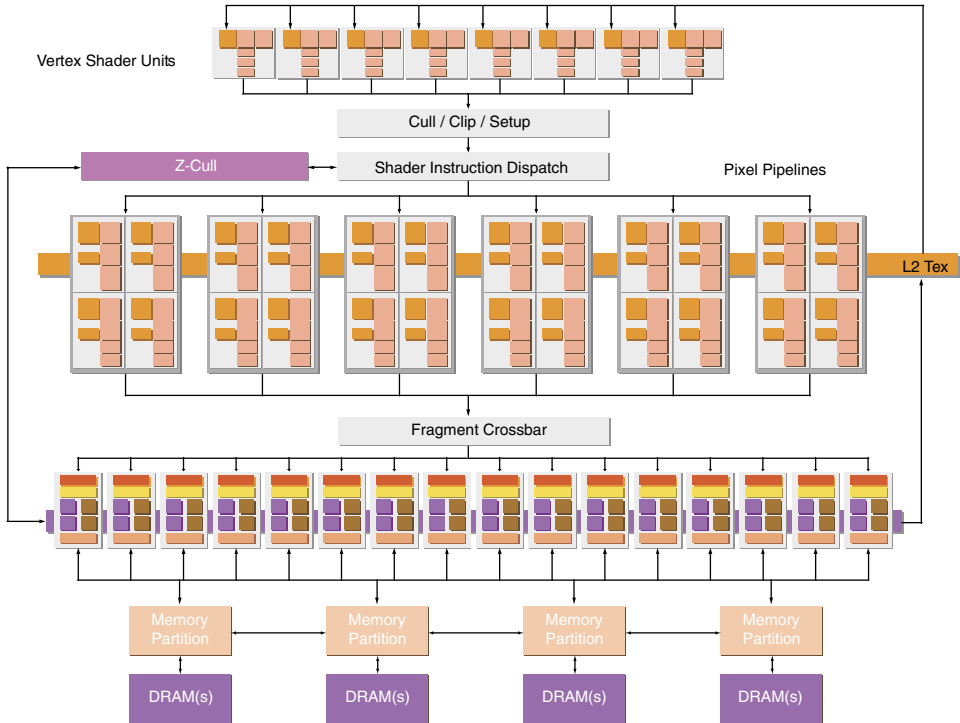 Vertex Shader Units
Cull / Clip / Setup
Z-Cull
Shader Instruction Dispatch
Pixel Pipelines
L2 Tex
Fragment Crossbar
Memory
Partition
Memory
Partition
Memory
Partition
Memory
Partition
DRAM(s)
DRAM(s)
DRAM(s)
DRAM(s)